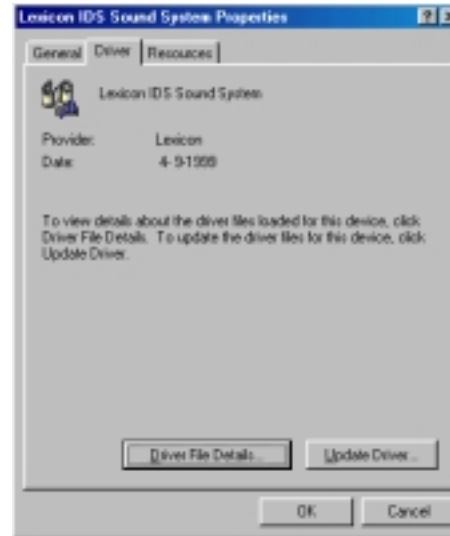 Lexicon IDS Sound System Properties
General Driver Resources
Lexicon IDS Sound System
Provider: Lexicon
Date: 4- 9-1999
To view details about the driver files loaded for this device, click
Driver File Details. To update the driver files for this device, click
Update Driver.
Driver File Details... Update Driver...
OK Cancel